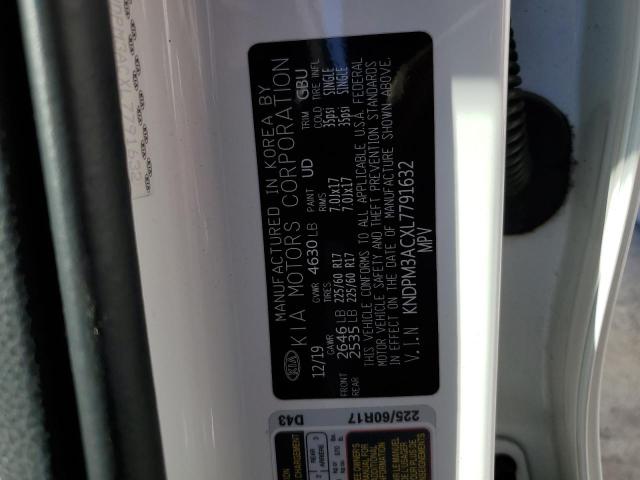 MANUFACTURED IN KOREA BY
KIA KIA MOTORS CORPORATION
12/19 GVWR 4630 LB PAINT UD TRIM GBU
GAWR TIRES RIMS COLD TIRE INFL
FRONT 2646 LB 225/60 R17 7.0Jx17 35psi SINGLE
REAR 2535 LB 225/60 R17 7.0Jx17 35psi SINGLE
THIS VEHICLE CONFORMS TO ALL APPLICABLE U.S.A. FEDERAL
MOTOR VEHICLE SAFETY AND THEFT PREVENTION STANDARDS
IN EFFECT ON THE DATE OF MANUFACTURE SHOWN ABOVE.
V.I.N KNDPM3ACXL7791632
MPV
D43 225/60R17
REAR
ARRIÈRE